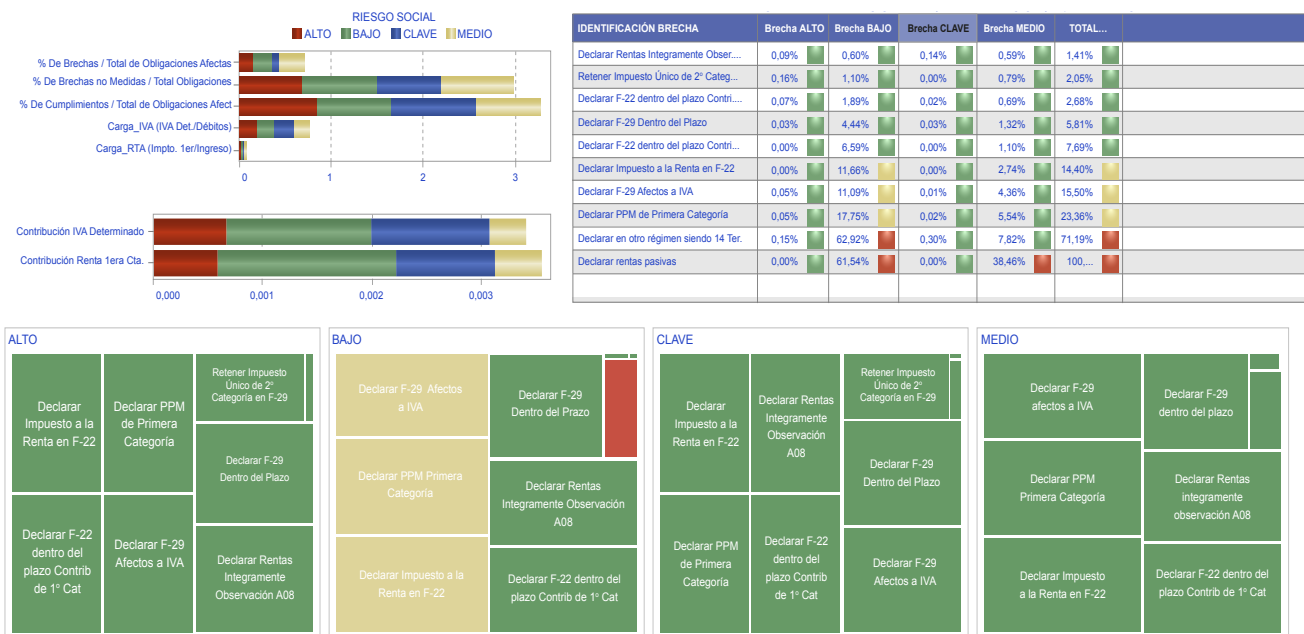 RIESGO SOCIAL
ALTO BAJO CLAVE MEDIO
% De Brechas / Total de Obligaciones Afectas
% De Brechas no Medidas / Total Obligaciones
% De Cumplimientos / Total de Obligaciones Afect
Carga_IVA (IVA Det./Débitos)
Carga_RTA (Impto. 1er/Ingreso)
0 1 2 3
Contribución IVA Determinado
Contribución Renta 1era Cta.
0,000 0,001 0,002 0,003
IDENTIFICACIÓN BRECHA Brecha ALTO Brecha BAJO Brecha CLAVE Brecha MEDIO TOTAL...
Declarar Rentas Integramente Obser.... 0,09% 0,60% 0,14% 0,59% 1,41%
Retener Impuesto Único de 2º Categ... 0,16% 1,10% 0,00% 0,79% 2,05%
Declarar F-22 dentro del plazo Contri.... 0,07% 1,89% 0,02% 0,69% 2,68%
Declarar F-29 Dentro del Plazo 0,03% 4,44% 0,03% 1,32% 5,81%
Declarar F-22 dentro del plazo Contri... 0,00% 6,59% 0,00% 1,10% 7,69%
Declarar Impuesto a la Renta en F-22 0,00% 11,66% 0,00% 2,74% 14,40%
Declarar F-29 Afectos a IVA 0,05% 11,09% 0,01% 4,36% 15,50%
Declarar PPM de Primera Categoría 0,05% 17,75% 0,02% 5,54% 23,36%
Declarar en otro régimen siendo 14 Ter. 0,15% 62,92% 0,30% 7,82% 71,19%
Declarar rentas pasivas 0,00% 61,54% 0,00% 38,46% 100,...
ALTO
Declarar
Impuesto a la
Renta en F-22
Declarar PPM
de Primera
Categoría
Retener Impuesto
Único de 2º
Categoría en F-29
Declarar F-29
Dentro del Plazo
Declarar F-22
dentro del
plazo Contrib
de 1º Cat
Declarar F-29
Afectos a IVA
Declarar Rentas
Integramente
Observación A08
BAJO
Declarar F-29 Afectos
a IVA
Declarar F-29
Dentro del Prazo
Declarar PPM Primera
Categoría
Declarar Rentas
Integramente Observación
A08
Declarar Impuesto a la
Renta en F-22
Declarar F-22 dentro del
plazo Contrib de 1º Cat
CLAVE
Declarar
Impuesto a la
Renta en F-22
Declarar Rentas
Integramente
Observación
A08
Retener Impuesto
Único de 2º
Categoría en F-29
Declarar F-29
Dentro del Plazo
Declarar PPM
de Primera
Categoría
Declarar F-22
dentro del
plazo Contrib
de 1º Cat
Declarar F-29
Afectos a IVA
MEDIO
Declarar F-29
afectos a IVA
Declarar F-29
dentro del plazo
Declarar PPM
Primera Categoría
Declarar Rentas
integramente
observación A08
Declarar Impuesto
a la Renta en F-22
Declarar F-22 dentro del
plazo Contrib de 1º Cat